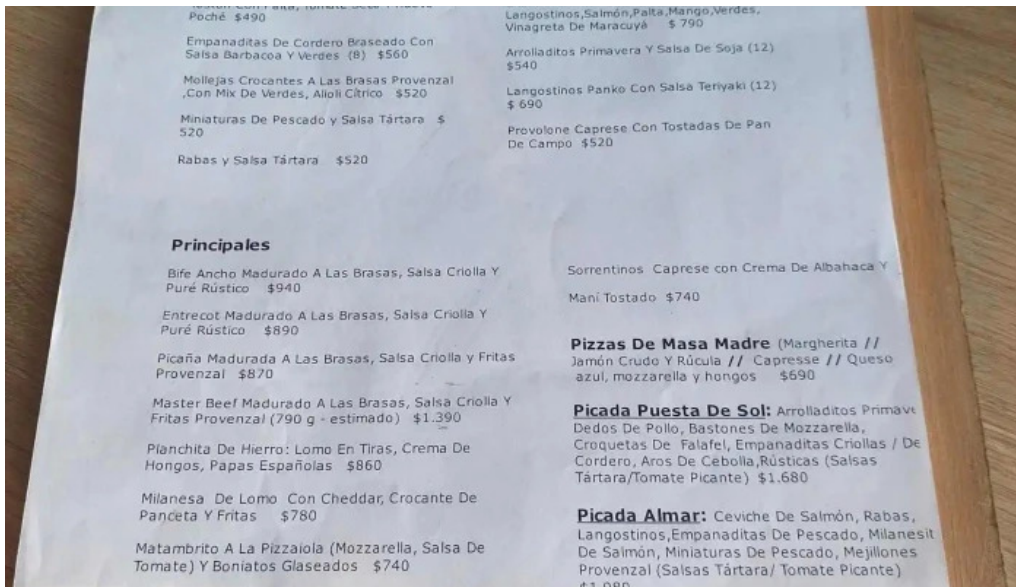 Poché $490
Empanaditas De Cordero Braseado Con
Salsa Barbacoa Y Verdes (8) $560
Mollejas Crocantes A Las Brasas Provenzal
,Con Mix De Verdes, Alioli Cítrico $520
Miniaturas De Pescado y Salsa Tártara $
520
Rabas y Salsa Tártara $520
Langostinos,Salmón,Palta,Mango,Verdes,
Vinagreta De Maracuyá $ 790
Arrolladitos Primavera Y Salsa De Soja (12)
$540
Langostinos Panko Con Salsa Teriyaki (12)
$ 690
Provolone Caprese Con Tostadas De Pan
De Campo $520
Principales
Bife Ancho Madurado A Las Brasas, Salsa Criolla Y
Puré Rústico $940
Entrecot Madurado A Las Brasas, Salsa Criolla Y
Puré Rústico $890
Picaña Madurada A Las Brasas, Salsa Criolla y Fritas
Provenzal $870
Master Beef Madurado A Las Brasas, Salsa Criolla Y
Fritas Provenzal (790 g - estimado) $1.390
Planchita De Hierro: Lomo En Tiras, Crema De
Hongos, Papas Españolas $860
Milanesa De Lomo Con Cheddar, Crocante De
Panceta Y Fritas $780
Matambrito A La Pizzaiola (Mozzarella, Salsa De
Tomate) Y Boniatos Glaseados $740
Sorrentinos Caprese con Crema De Albahaca Y
Maní Tostado $740
Pizzas De Masa Madre (Margherita //
Jamón Crudo Y Rúcula // Capresse // Queso
azul, mozzarella y hongos $690
Picada Puesta De Sol: Arrolladitos Primave
Dedos De Pollo, Bastones De Mozzarella,
Croquetas De Falafel, Empanaditas Criollas / De
Cordero, Aros De Cebolla,Rústicas (Salsas
Tártara/Tomate Picante) $1.680
Picada Almar: Ceviche De Salmón, Rabas,
Langostinos,Empanaditas De Pescado, Milanesit
De Salmón, Miniaturas De Pescado, Mejillones
Provenzal (Salsas Tártara/ Tomate Picante)